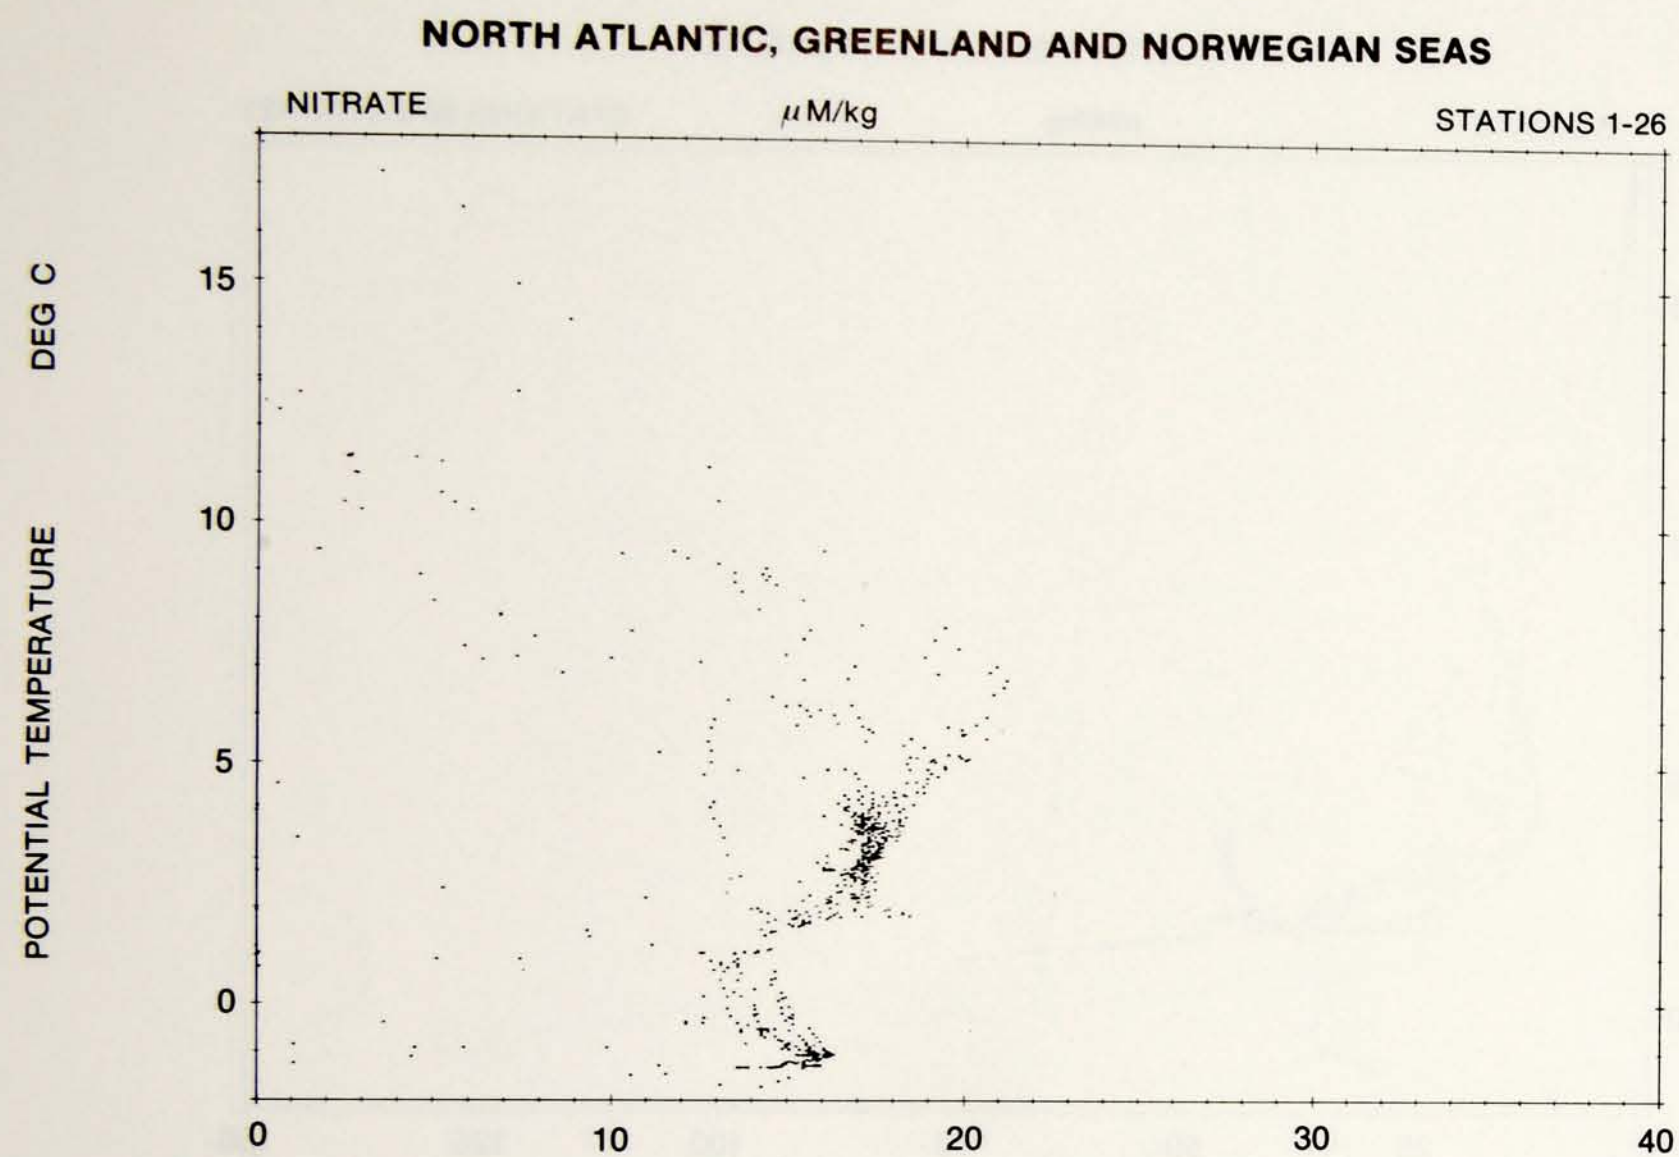 NORTH ATLANTIC, GREENLAND AND NORWEGIAN SEAS
NITRATE μM/kg STATIONS 1-26
POTENTIAL TEMPERATURE DEG C
15
10
5
0
0 10 20 30 40